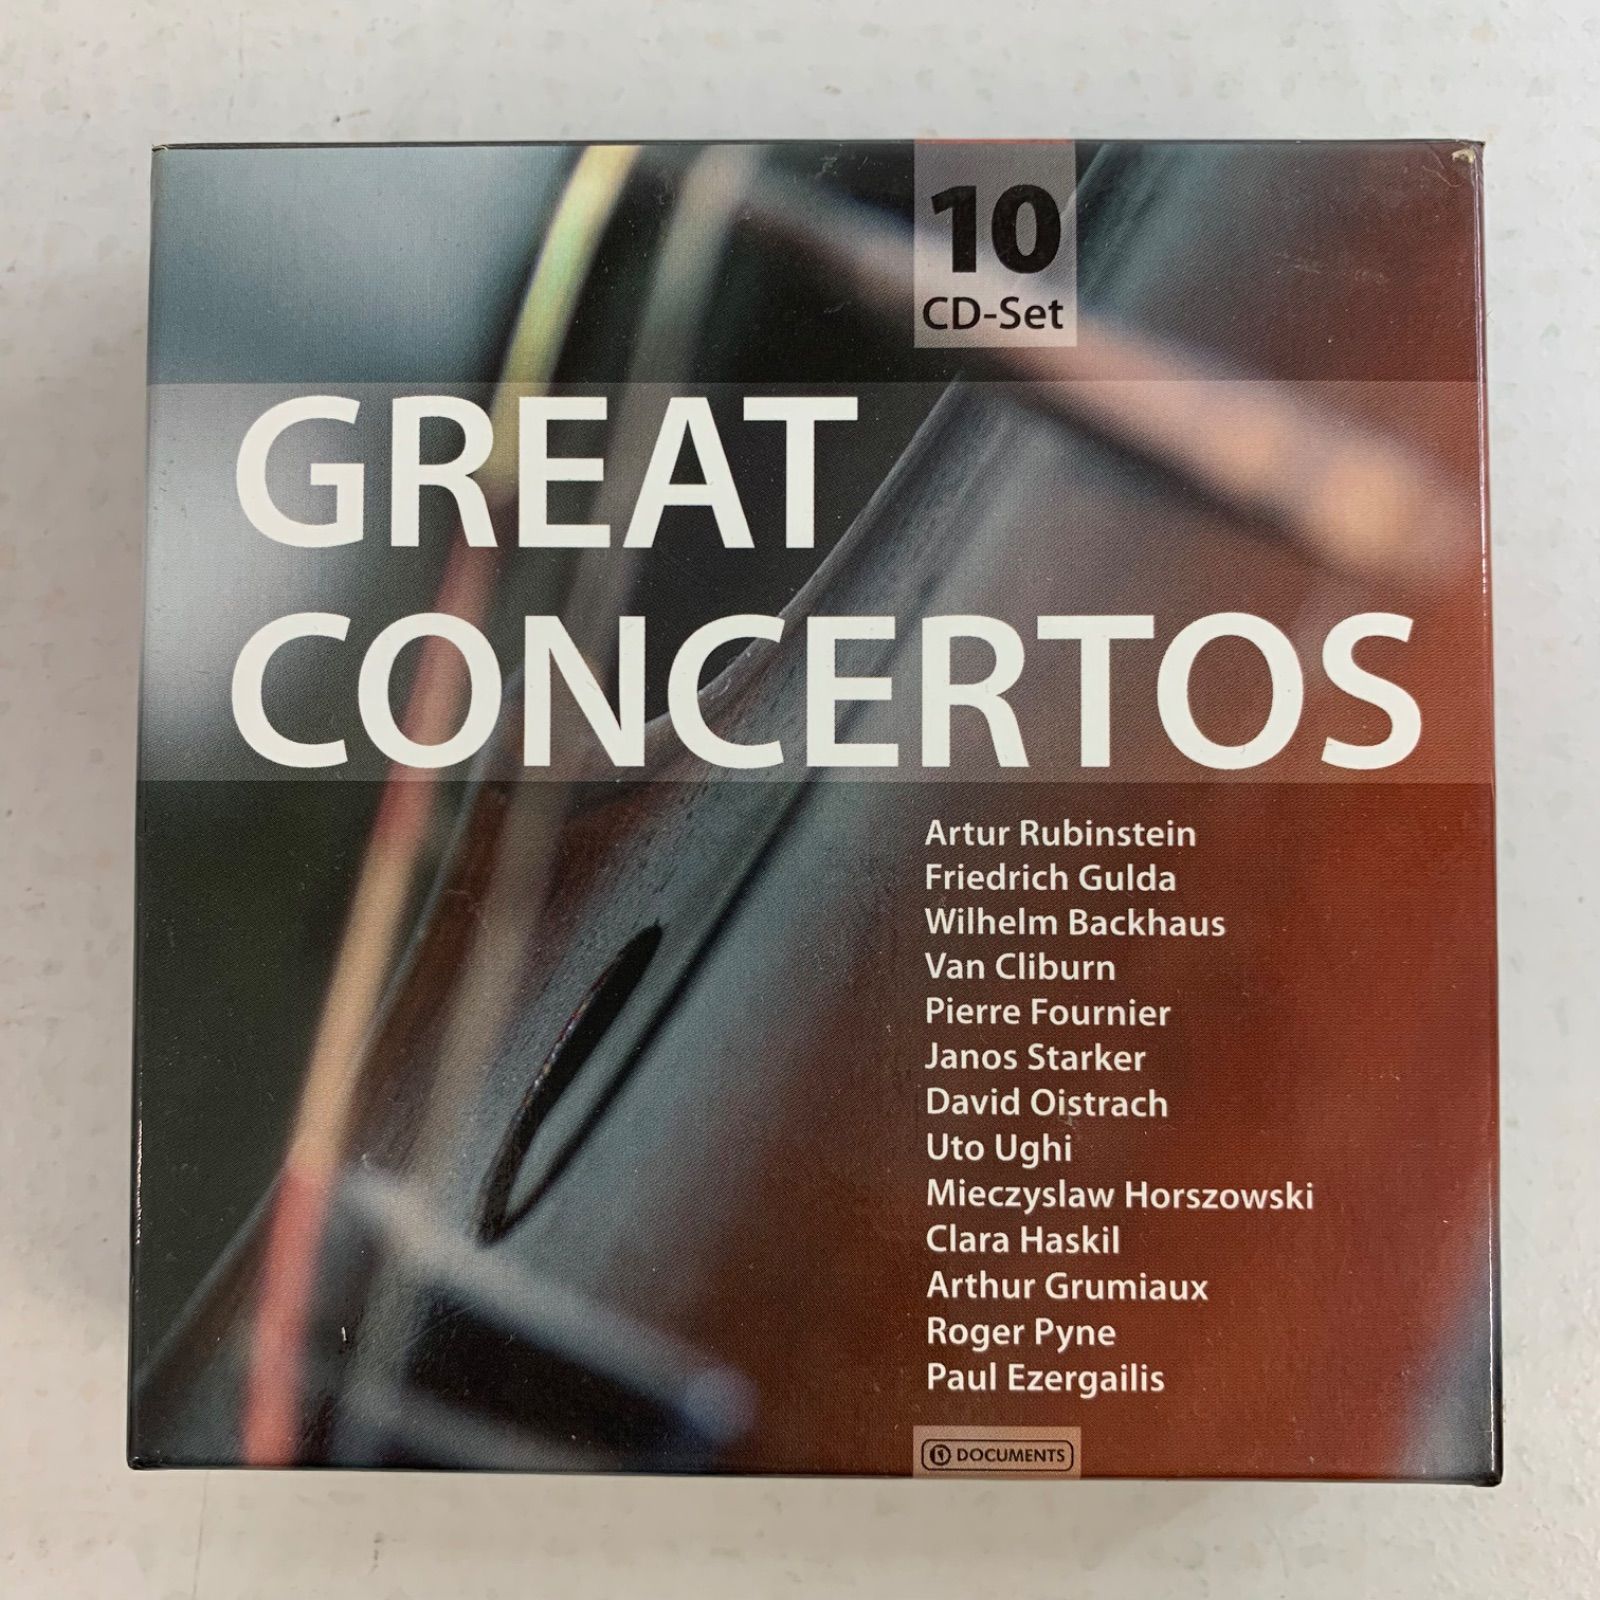 10
CD-Set
GREAT
CONCERTOS
Artur Rubinstein
Friedrich Gulda
Wilhelm Backhaus
Van Cliburn
Pierre Fournier
Janos Starker
David Oistrach
Uto Ughi
Mieczyslaw Horszowski
Clara Haskil
Arthur Grumiaux
Roger Pyne
Paul Ezergailis
DOCUMENTS